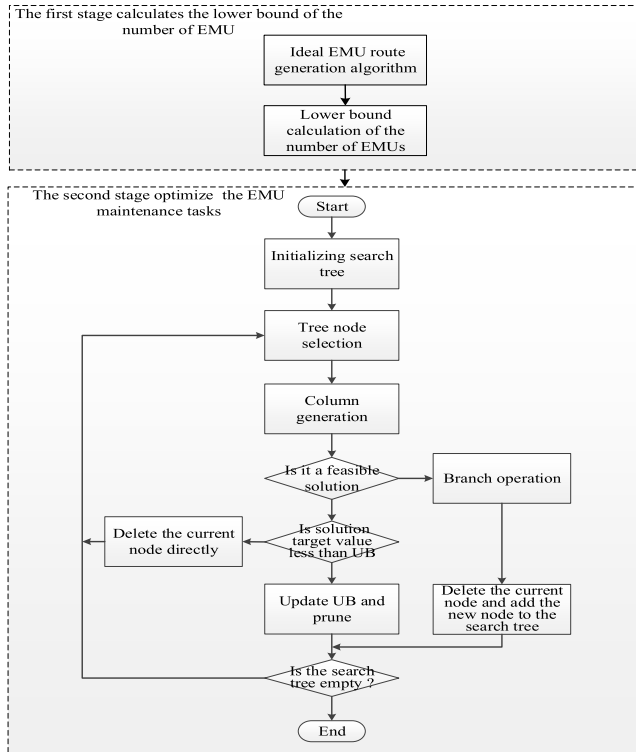 The first stage calculates the lower bound of the
number of EMU
Ideal EMU route
generation algorithm
Lower bound
calculation of the
number of EMUs
The second stage optimize the EMU
maintenance tasks
Start
Initializing search
tree
Tree node
selection
Column
generation
Is it a feasible
solution
Branch operation
Is solution
target value
less than UB
Delete the current
node directly
Update UB and
prune
Delete the current
node and add the
new node to the
search tree
Is the search
tree empty ?
End